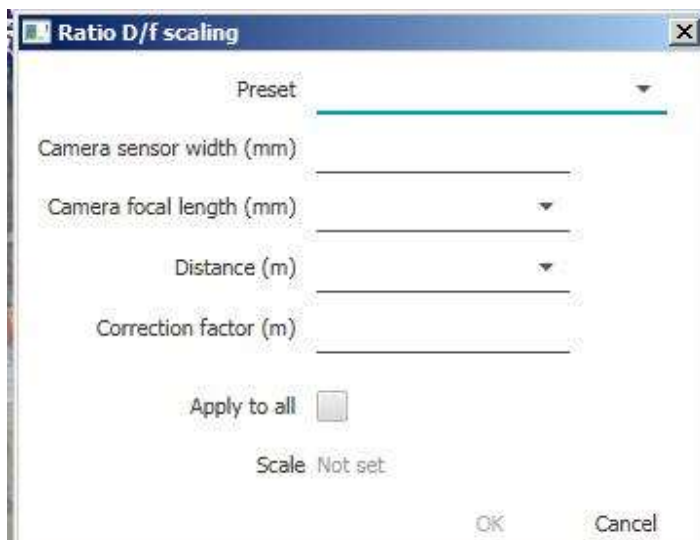 Ratio D/f scaling
Preset
Camera sensor width (mm)
Camera focal length (mm)
Distance (m)
Correction factor (m)
Apply to all
Scale Not set
OK Cancel